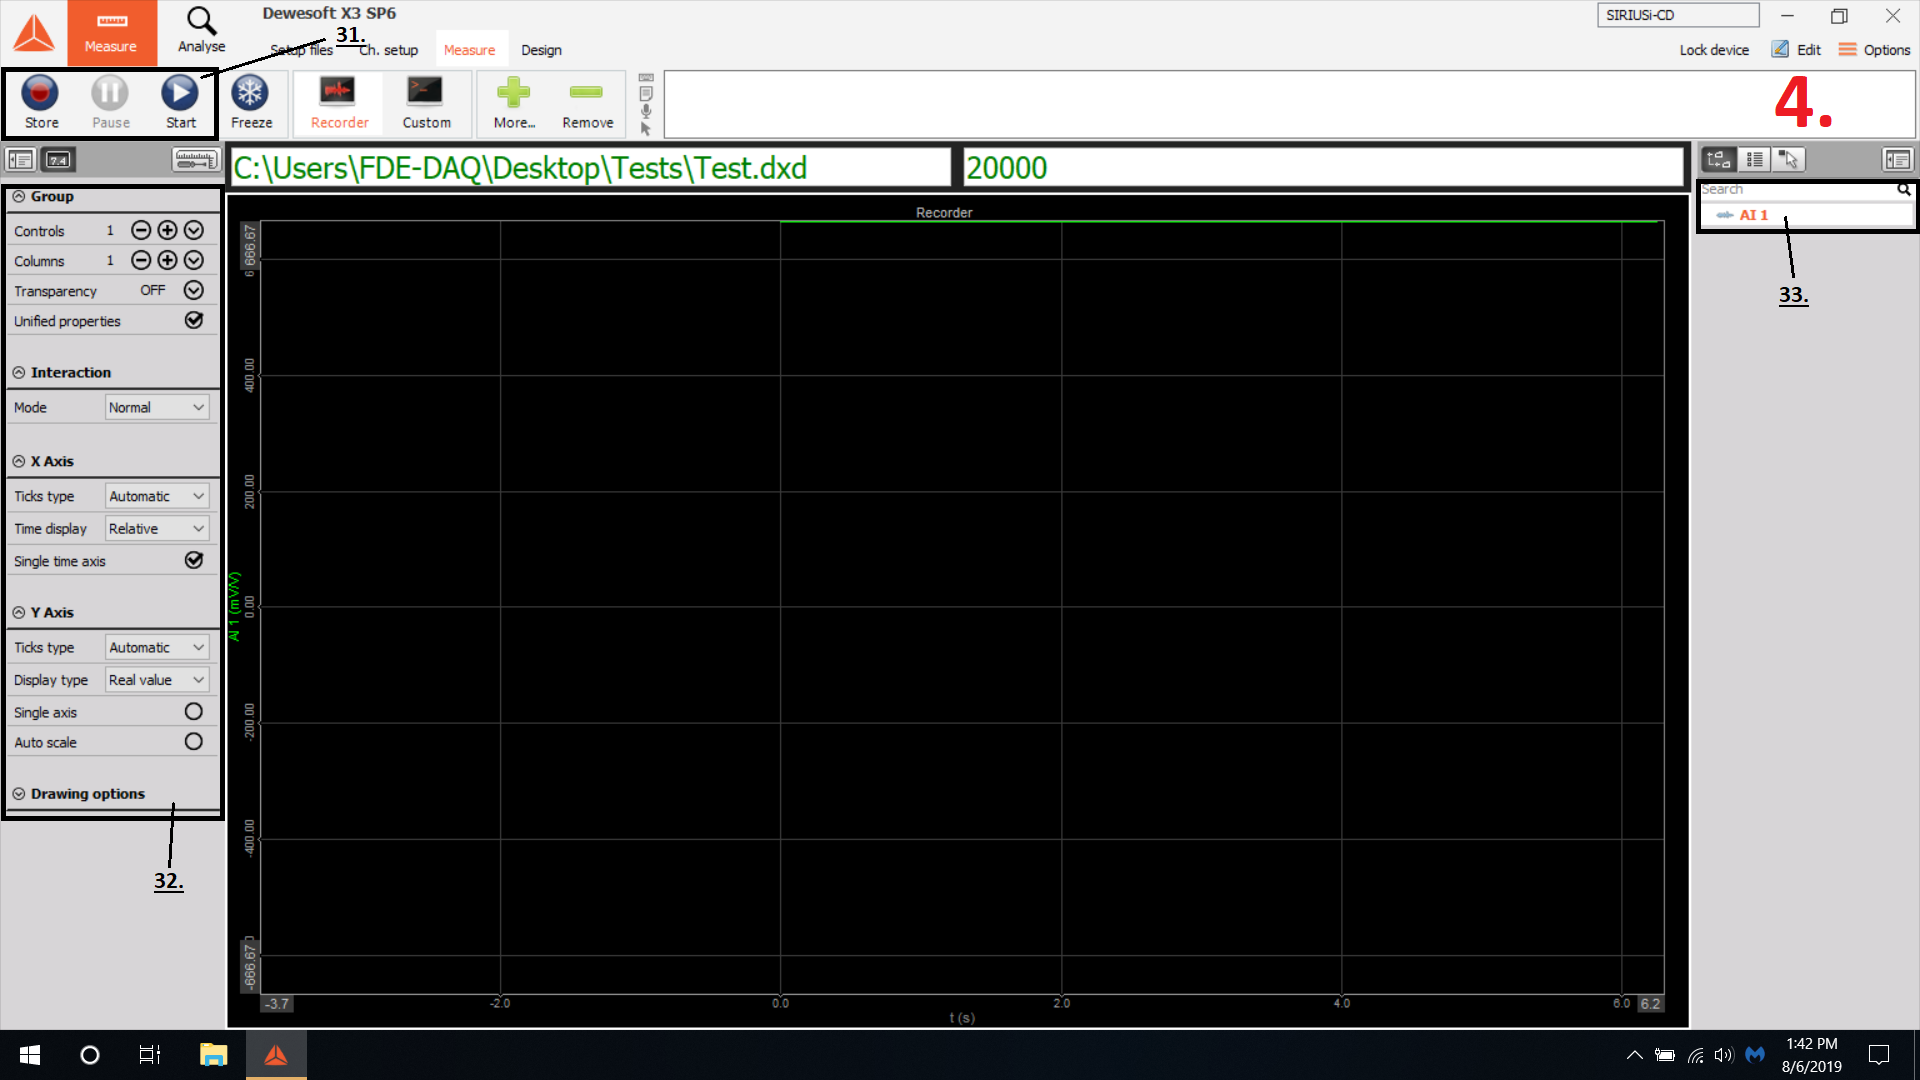 Dewesoft X3 SP6
SIRIUSi-CD
Measure
Analyse
31.
Setup files
Ch. setup
Measure
Design
Lock device
Edit
Options
Store
Pause
Start
Freeze
Recorder
Custom
More...
Remove
4.
7.4
C:\Users\FDE-DAQ\Desktop\Tests\Test.dxd
20000
Search
AI 1
33.
Group
Controls 1
Columns 1
Transparency OFF
Unified properties
Interaction
Mode Normal
X Axis
Ticks type Automatic
Time display Relative
Single time axis
Y Axis
Ticks type Automatic
Display type Real value
Single axis
Auto scale
Drawing options
32.
Recorder
666.67
400.00
200.00
0.00
-200.00
-400.00
-666.67
AI 1 (mV/V)
-3.7
-2.0
0.0
2.0
4.0
6.0
6.2
t (s)
1:42 PM
8/6/2019